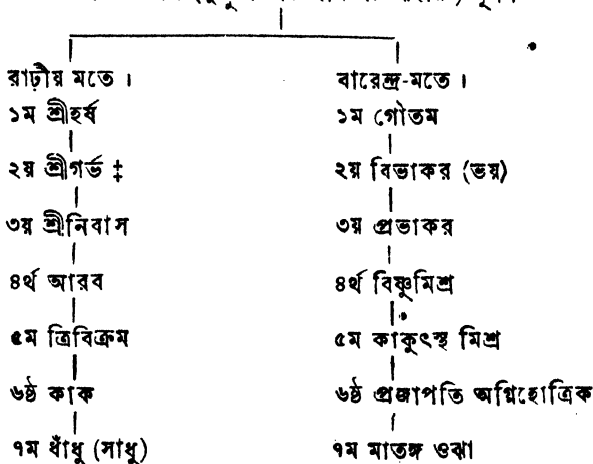 রাঢ়ীয় মতে ।
১ম শ্রীহর্ষ
২য় শ্রীগর্ভ ‡
৩য় শ্রীনিবাস
৪র্থ আরব
৫ম ত্রিবিক্রম
৬ষ্ঠ কাক
৭ম ধাঁধু (সাধু)
বারেন্দ্র-মতে ।
১ম গৌতম
২য় বিভাকর (ভয়)
৩য় প্রভাকর
৪র্থ বিষ্ণুমিশ্র
৫ম কাকুৎস্থ মিশ্র
৬ষ্ঠ প্রজাপতি অগ্নিহোত্রিক
৭ম মাতঙ্গ ওঝা